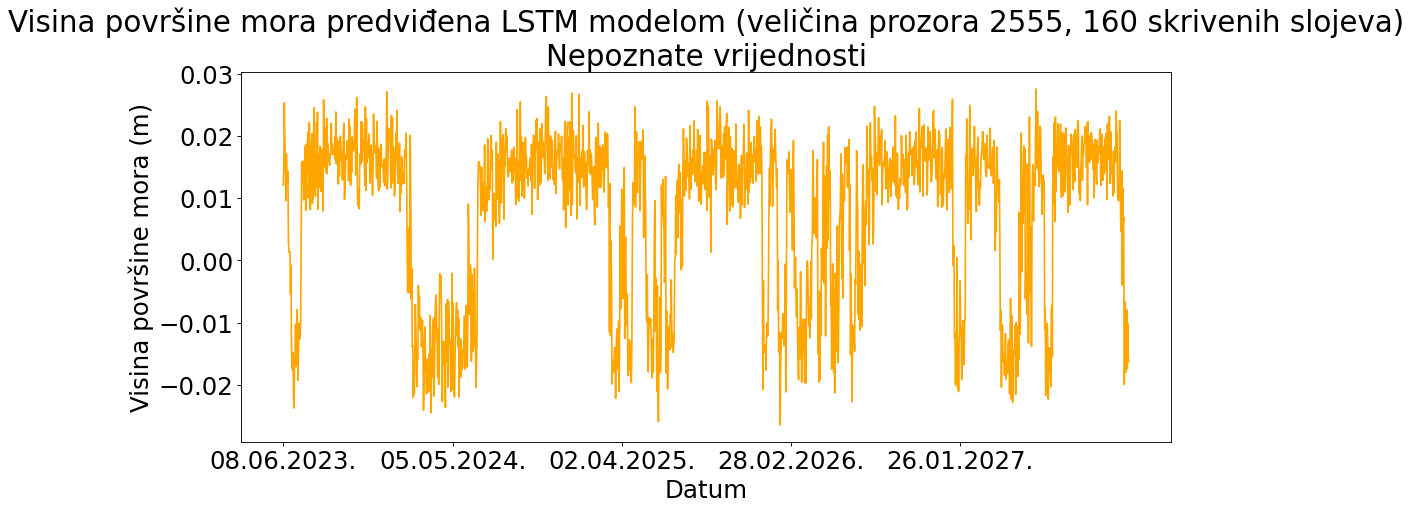 Visina površine mora predviđena LSTM modelom (veličina prozora 2555, 160 skrivenih slojeva)
Nepoznate vrijednosti
Visina površine mora (m)
0.03
0.02
0.01
0.00
−0.01
−0.02
08.06.2023. 05.05.2024. 02.04.2025. 28.02.2026. 26.01.2027.
Datum